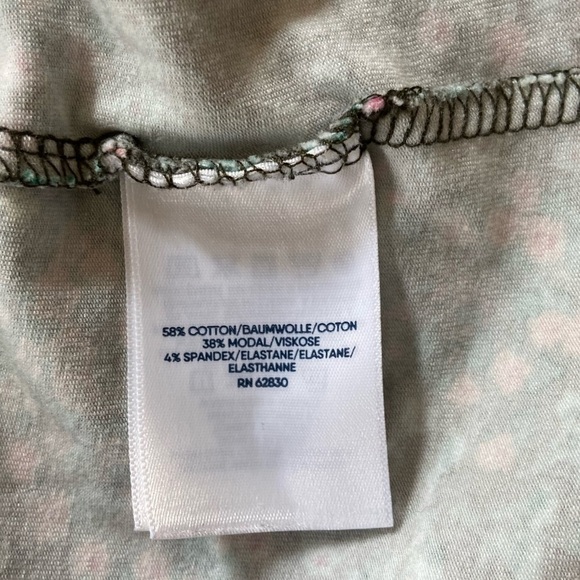 58% COTTON/BAUMWOLLE/COTON
38% MODAL/VISKOSE
4% SPANDEX/ELASTANE/ELASTANE/
ELASTHANNE
RN 62830